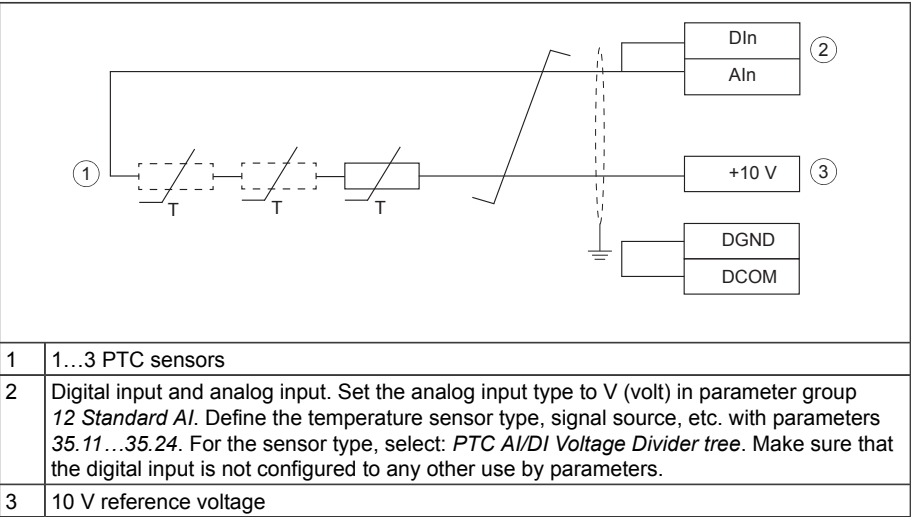 DIn
2
AIn
1
T
T
T
+10 V
3
DGND
DCOM
1 1…3 PTC sensors
2 Digital input and analog input. Set the analog input type to V (volt) in parameter group
12 Standard AI. Define the temperature sensor type, signal source, etc. with parameters
35.11…35.24. For the sensor type, select: PTC AI/DI Voltage Divider tree. Make sure that
the digital input is not configured to any other use by parameters.
3 10 V reference voltage